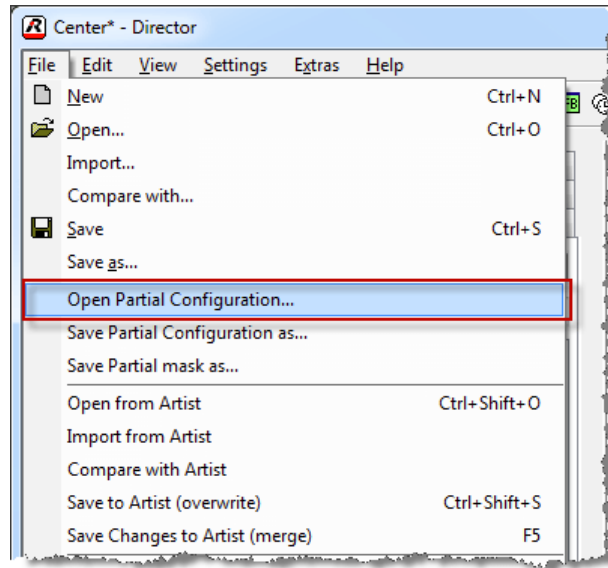 R Center* - Director
File Edit View Settings Extras Help
New Ctrl+N
FB
Open... Ctrl+O
Import...
Compare with...
Save Ctrl+S
Save as...
Open Partial Configuration...
Save Partial Configuration as...
Save Partial mask as...
Open from Artist Ctrl+Shift+O
Import from Artist
Compare with Artist
Save to Artist (overwrite) Ctrl+Shift+S
Save Changes to Artist (merge) F5